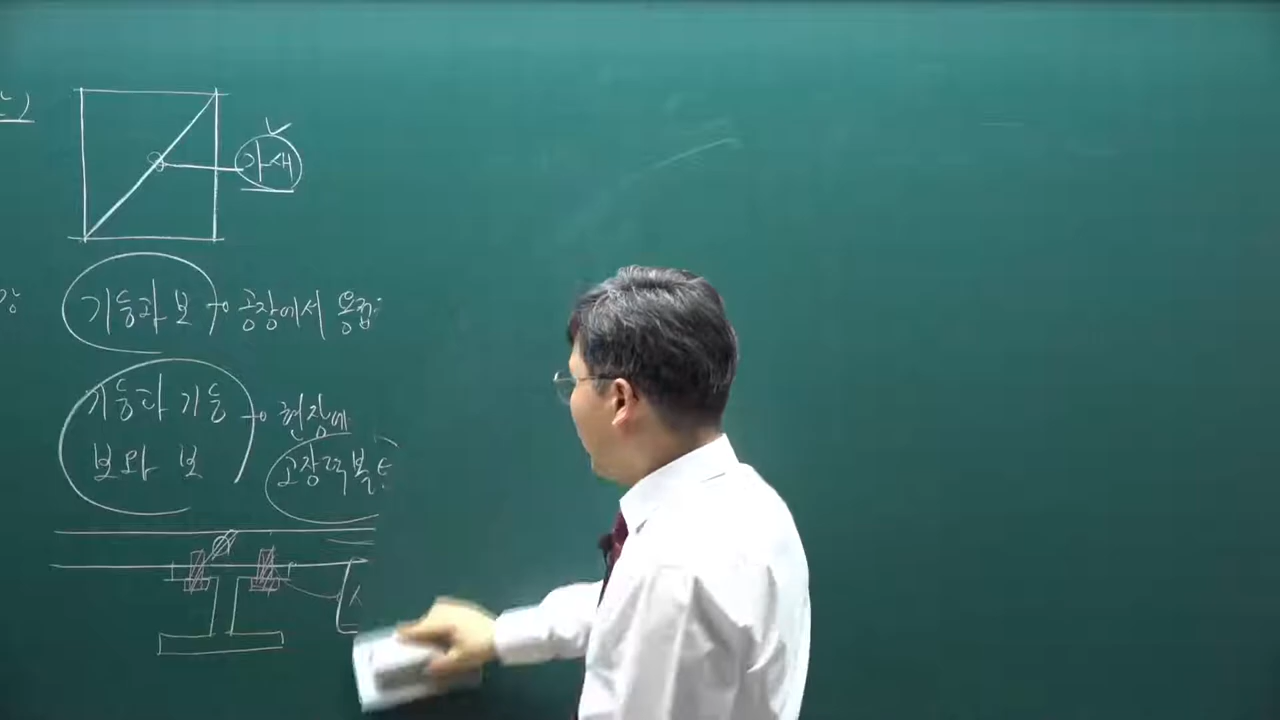 가새
기둥과 보 공장에서 용접
기둥과 기둥 현장에
보와 보 고장력볼트